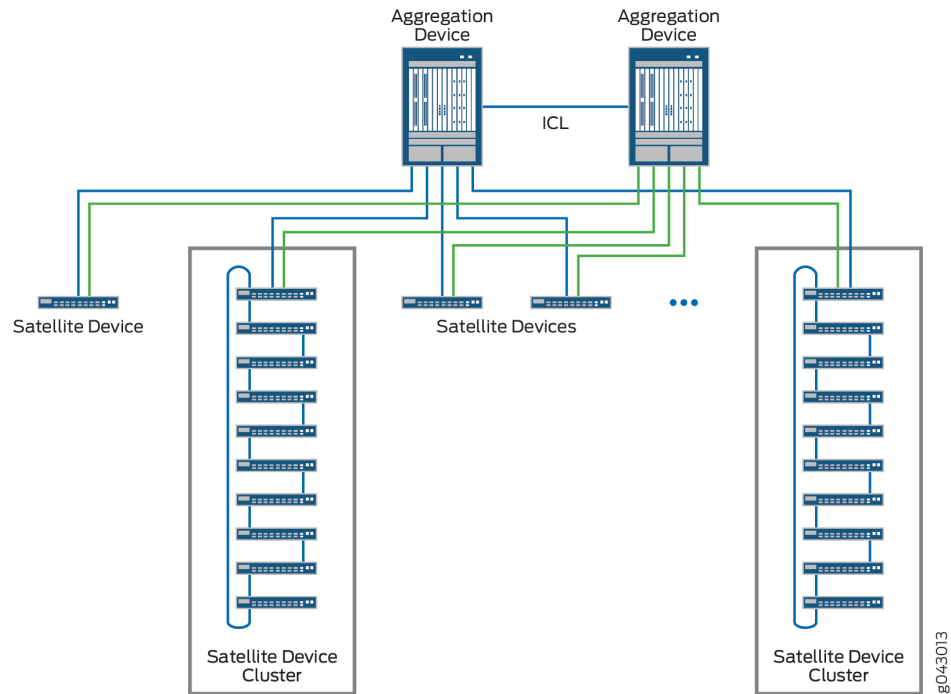 Aggregation
Device
Aggregation
Device
ICL
Satellite Device
Satellite Devices
Satellite Device
Cluster
Satellite Device
Cluster
g043013